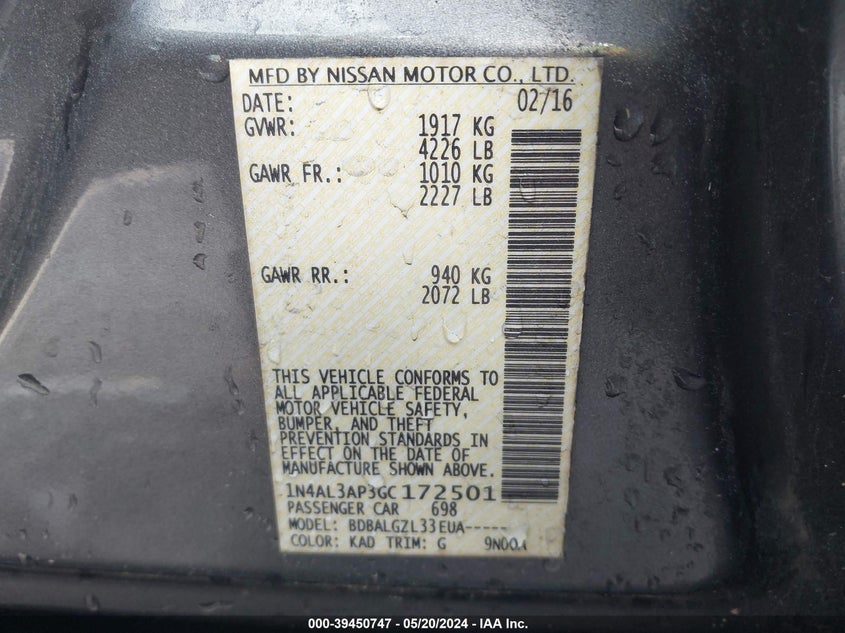 MFD BY NISSAN MOTOR CO., LTD.
DATE: 02/16
GVWR: 1917 KG
4226 LB
GAWR FR.: 1010 KG
2227 LB
GAWR RR.: 940 KG
2072 LB
THIS VEHICLE CONFORMS TO
ALL APPLICABLE FEDERAL
MOTOR VEHICLE SAFETY,
BUMPER, AND THEFT
PREVENTION STANDARDS IN
EFFECT ON THE DATE OF
MANUFACTURE SHOWN ABOVE.
1N4AL3AP3GC172501
PASSENGER CAR 698
MODEL: BDBALGZL33EUA-----
COLOR: KAD TRIM: G 9N00A
000-39450747 — 05/20/2024 — IAA Inc.